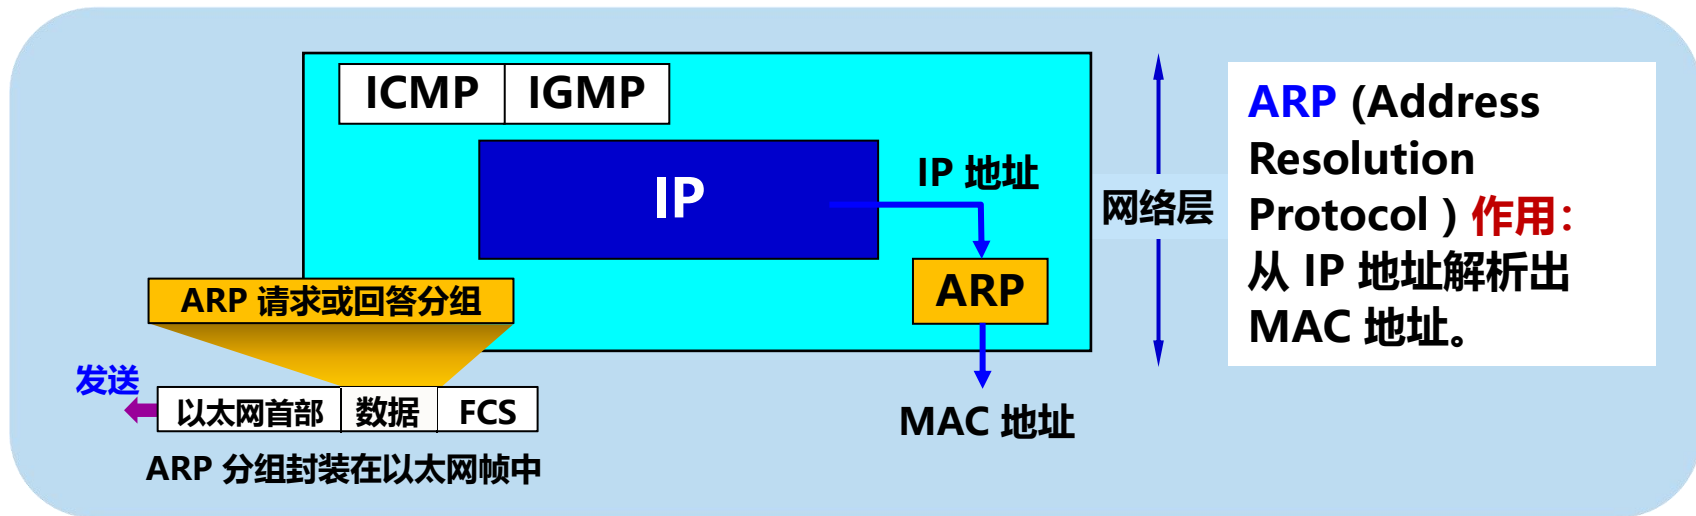 ICMP IGMP
IP
IP 地址
ARP
MAC 地址
网络层
ARP 请求或回答分组
发送
以太网首部 数据 FCS
ARP 分组封装在以太网帧中
ARP (Address
Resolution
Protocol ) 作用:
从 IP 地址解析出
MAC 地址。